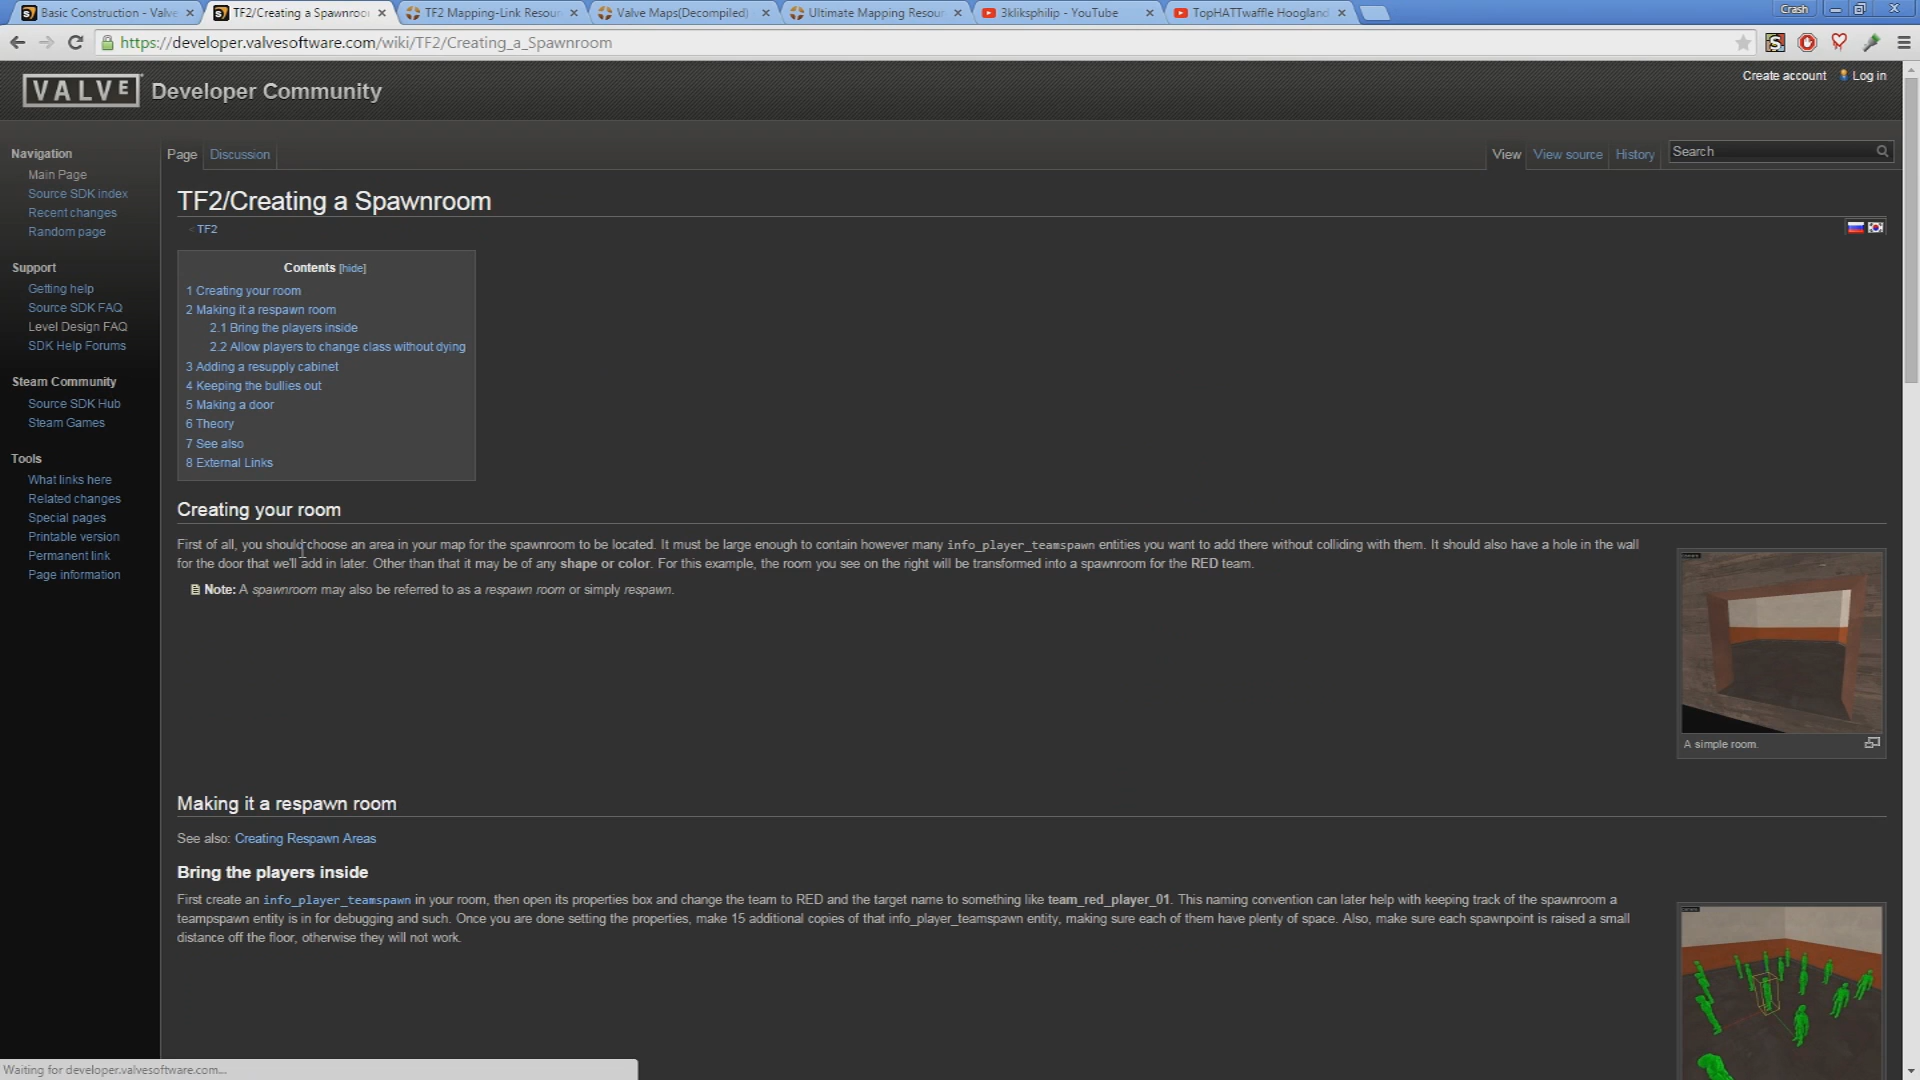 Basic Construction - Valve
TF2/Creating a Spawnroom
TF2 Mapping-Link Resour
Valve Maps(Decompiled)
Ultimate Mapping Resour
3kliksphilip - YouTube
TopHATTwaffle Hoogland
Crash
https://developer.valvesoftware.com/wiki/TF2/Creating_a_Spawnroom
VALVE Developer Community
Create account Log in
Navigation
Main Page
Source SDK index
Recent changes
Random page
Support
Getting help
Source SDK FAQ
Level Design FAQ
SDK Help Forums
Steam Community
Source SDK Hub
Steam Games
Tools
What links here
Related changes
Special pages
Printable version
Permanent link
Page information
Page Discussion
View View source History Search
TF2/Creating a Spawnroom
< TF2
Contents [hide]
1 Creating your room
2 Making it a respawn room
2.1 Bring the players inside
2.2 Allow players to change class without dying
3 Adding a resupply cabinet
4 Keeping the bullies out
5 Making a door
6 Theory
7 See also
8 External Links
Creating your room
First of all, you should choose an area in your map for the spawnroom to be located. It must be large enough to contain however many info_player_teamspawn entities you want to add there without colliding with them. It should also have a hole in the wall
for the door that we'll add in later. Other than that it may be of any shape or color. For this example, the room you see on the right will be transformed into a spawnroom for the RED team.
Note: A spawnroom may also be referred to as a respawn room or simply respawn.
A simple room.
Making it a respawn room
See also: Creating Respawn Areas
Bring the players inside
First create an info_player_teamspawn in your room, then open its properties box and change the team to RED and the target name to something like team_red_player_01. This naming convention can later help with keeping track of the spawnroom a
teampspawn entity is in for debugging and such. Once you are done setting the properties, make 15 additional copies of that info_player_teamspawn entity, making sure each of them have plenty of space. Also, make sure each spawnpoint is raised a small
distance off the floor, otherwise they will not work.
Waiting for developer.valvesoftware.com...